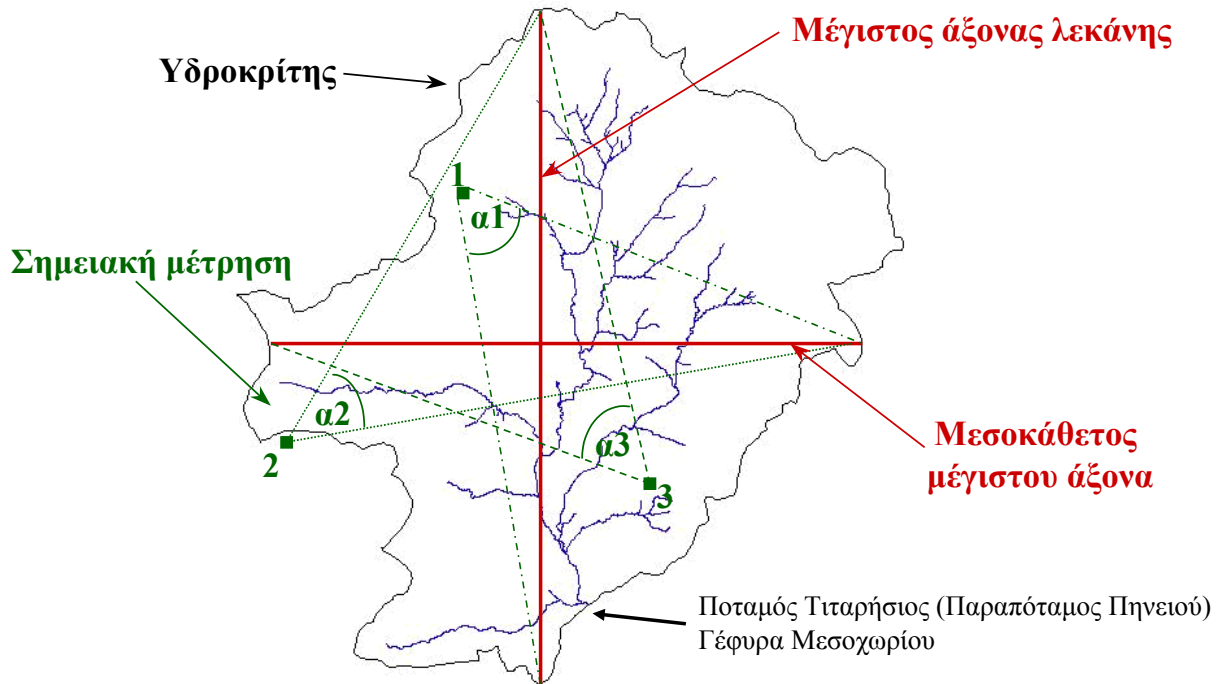 Μέγιστος άξονας λεκάνης
Υδροκρίτης
1
α1
Σημειακή μέτρηση
α2
α3
2
3
Μεσοκάθετος
μέγιστου άξονα
Ποταμός Τιταρήσιος (Παραπόταμος Πηνειού)
Γέφυρα Μεσοχωρίου